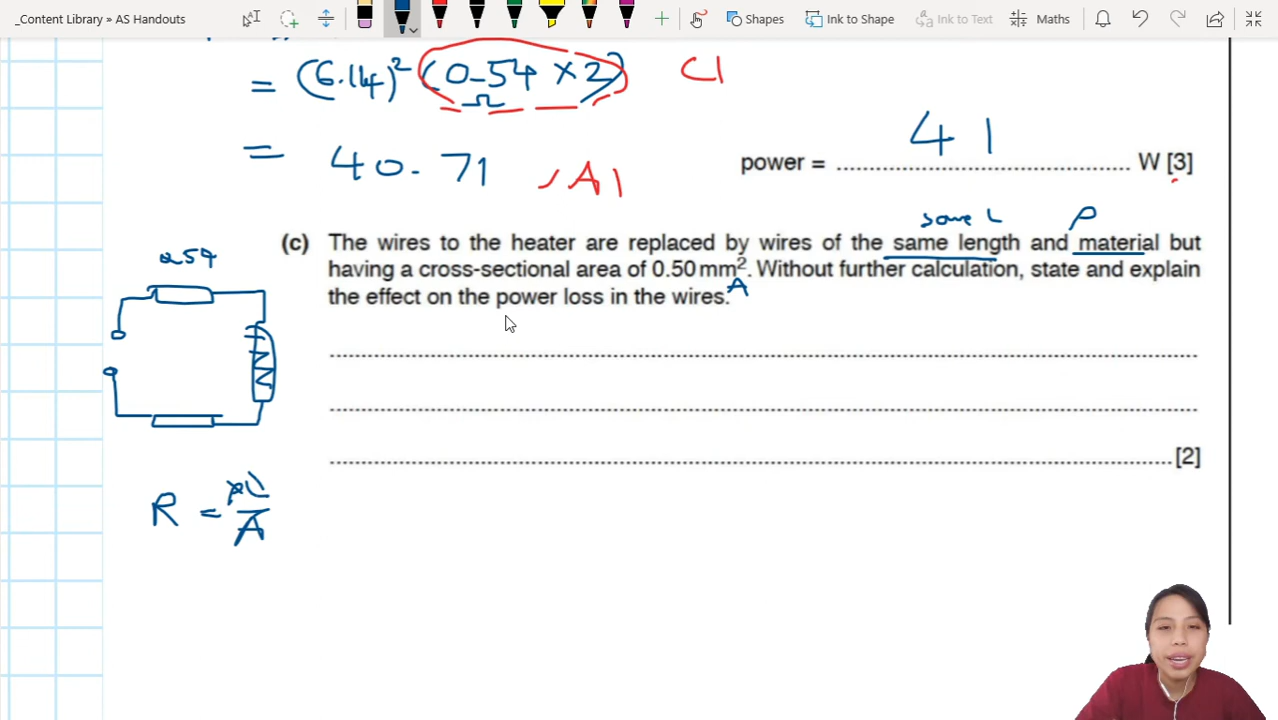 _Content Library » AS Handouts
Shapes
Ink to Shape
Ink to Text
Maths
= (6.14)² (0.54 × 2) C1
Ω
= 40.71 A1
41
power = ........ W [3]
same L ρ
(c) The wires to the heater are replaced by wires of the same length and material but
having a cross-sectional area of 0.50 mm². Without further calculation, state and explain
the effect on the power loss in the wires.
A
[2]
R = ρl/A